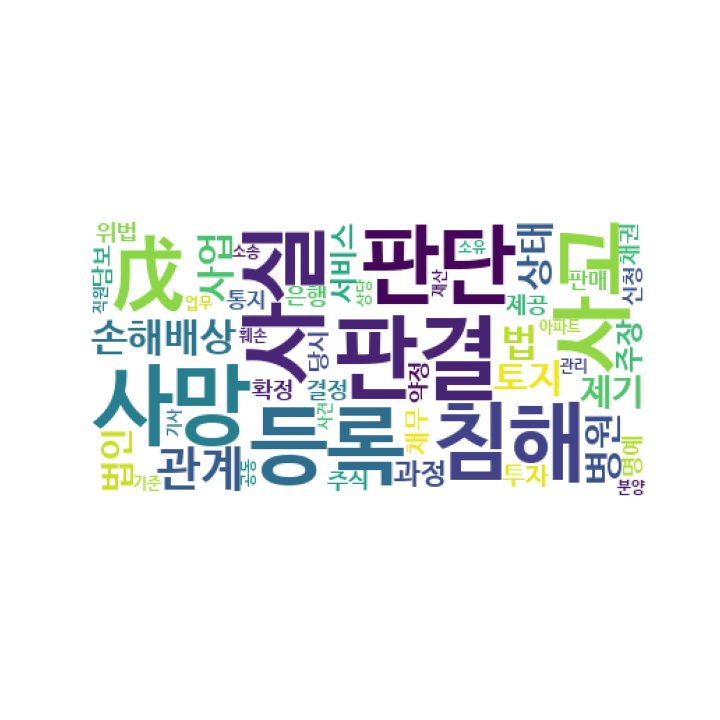 위법
담보
직원
戊
사업
업무
소송
통지
사실
은행
당시
서비스
상당
판단
재산
소유
상태
제공
판매
사고
신청
채권
아파트
주장
관리
손해배상
훼손
확정
결정
판결
약정
법
토지
제기
사망
기사
등록
사건
채무
침해
병원
명예
법인
기준
관계
공동
주식
과정
투자
분양